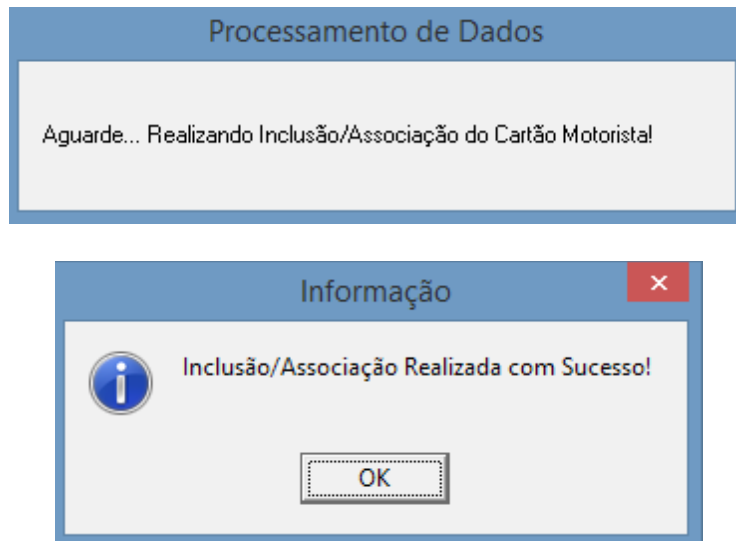 Processamento de Dados
Aguarde... Realizando Inclusão/Associação do Cartão Motorista!
Informação
Inclusão/Associação Realizada com Sucesso!
OK